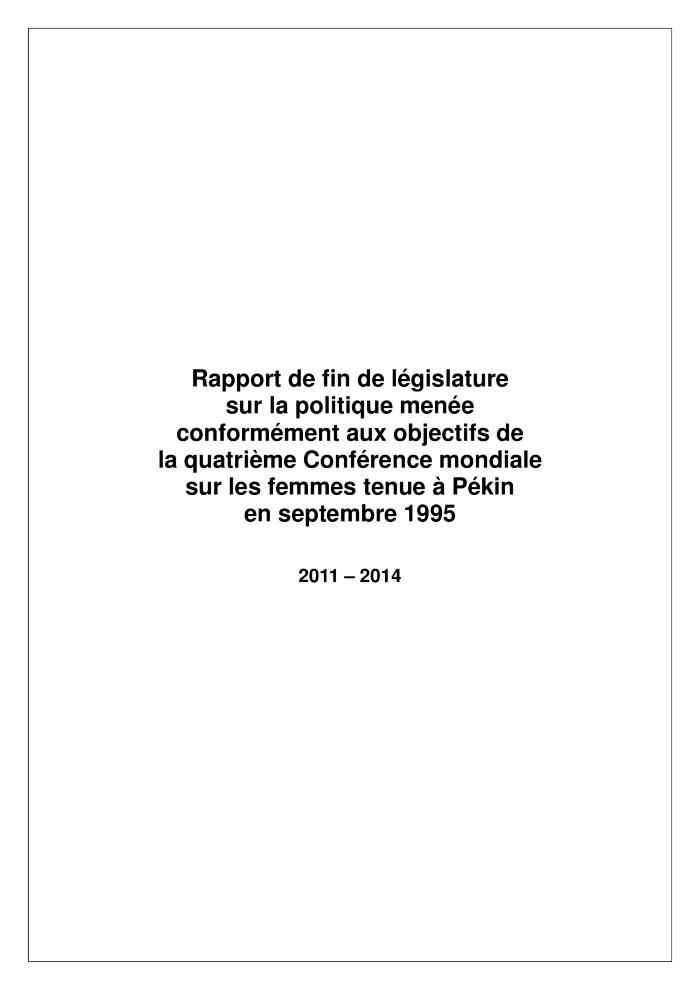 Rapport de fin de législature
sur la politique menée
conformément aux objectifs de
la quatrième Conférence mondiale
sur les femmes tenue à Pékin
en septembre 1995
2011 – 2014